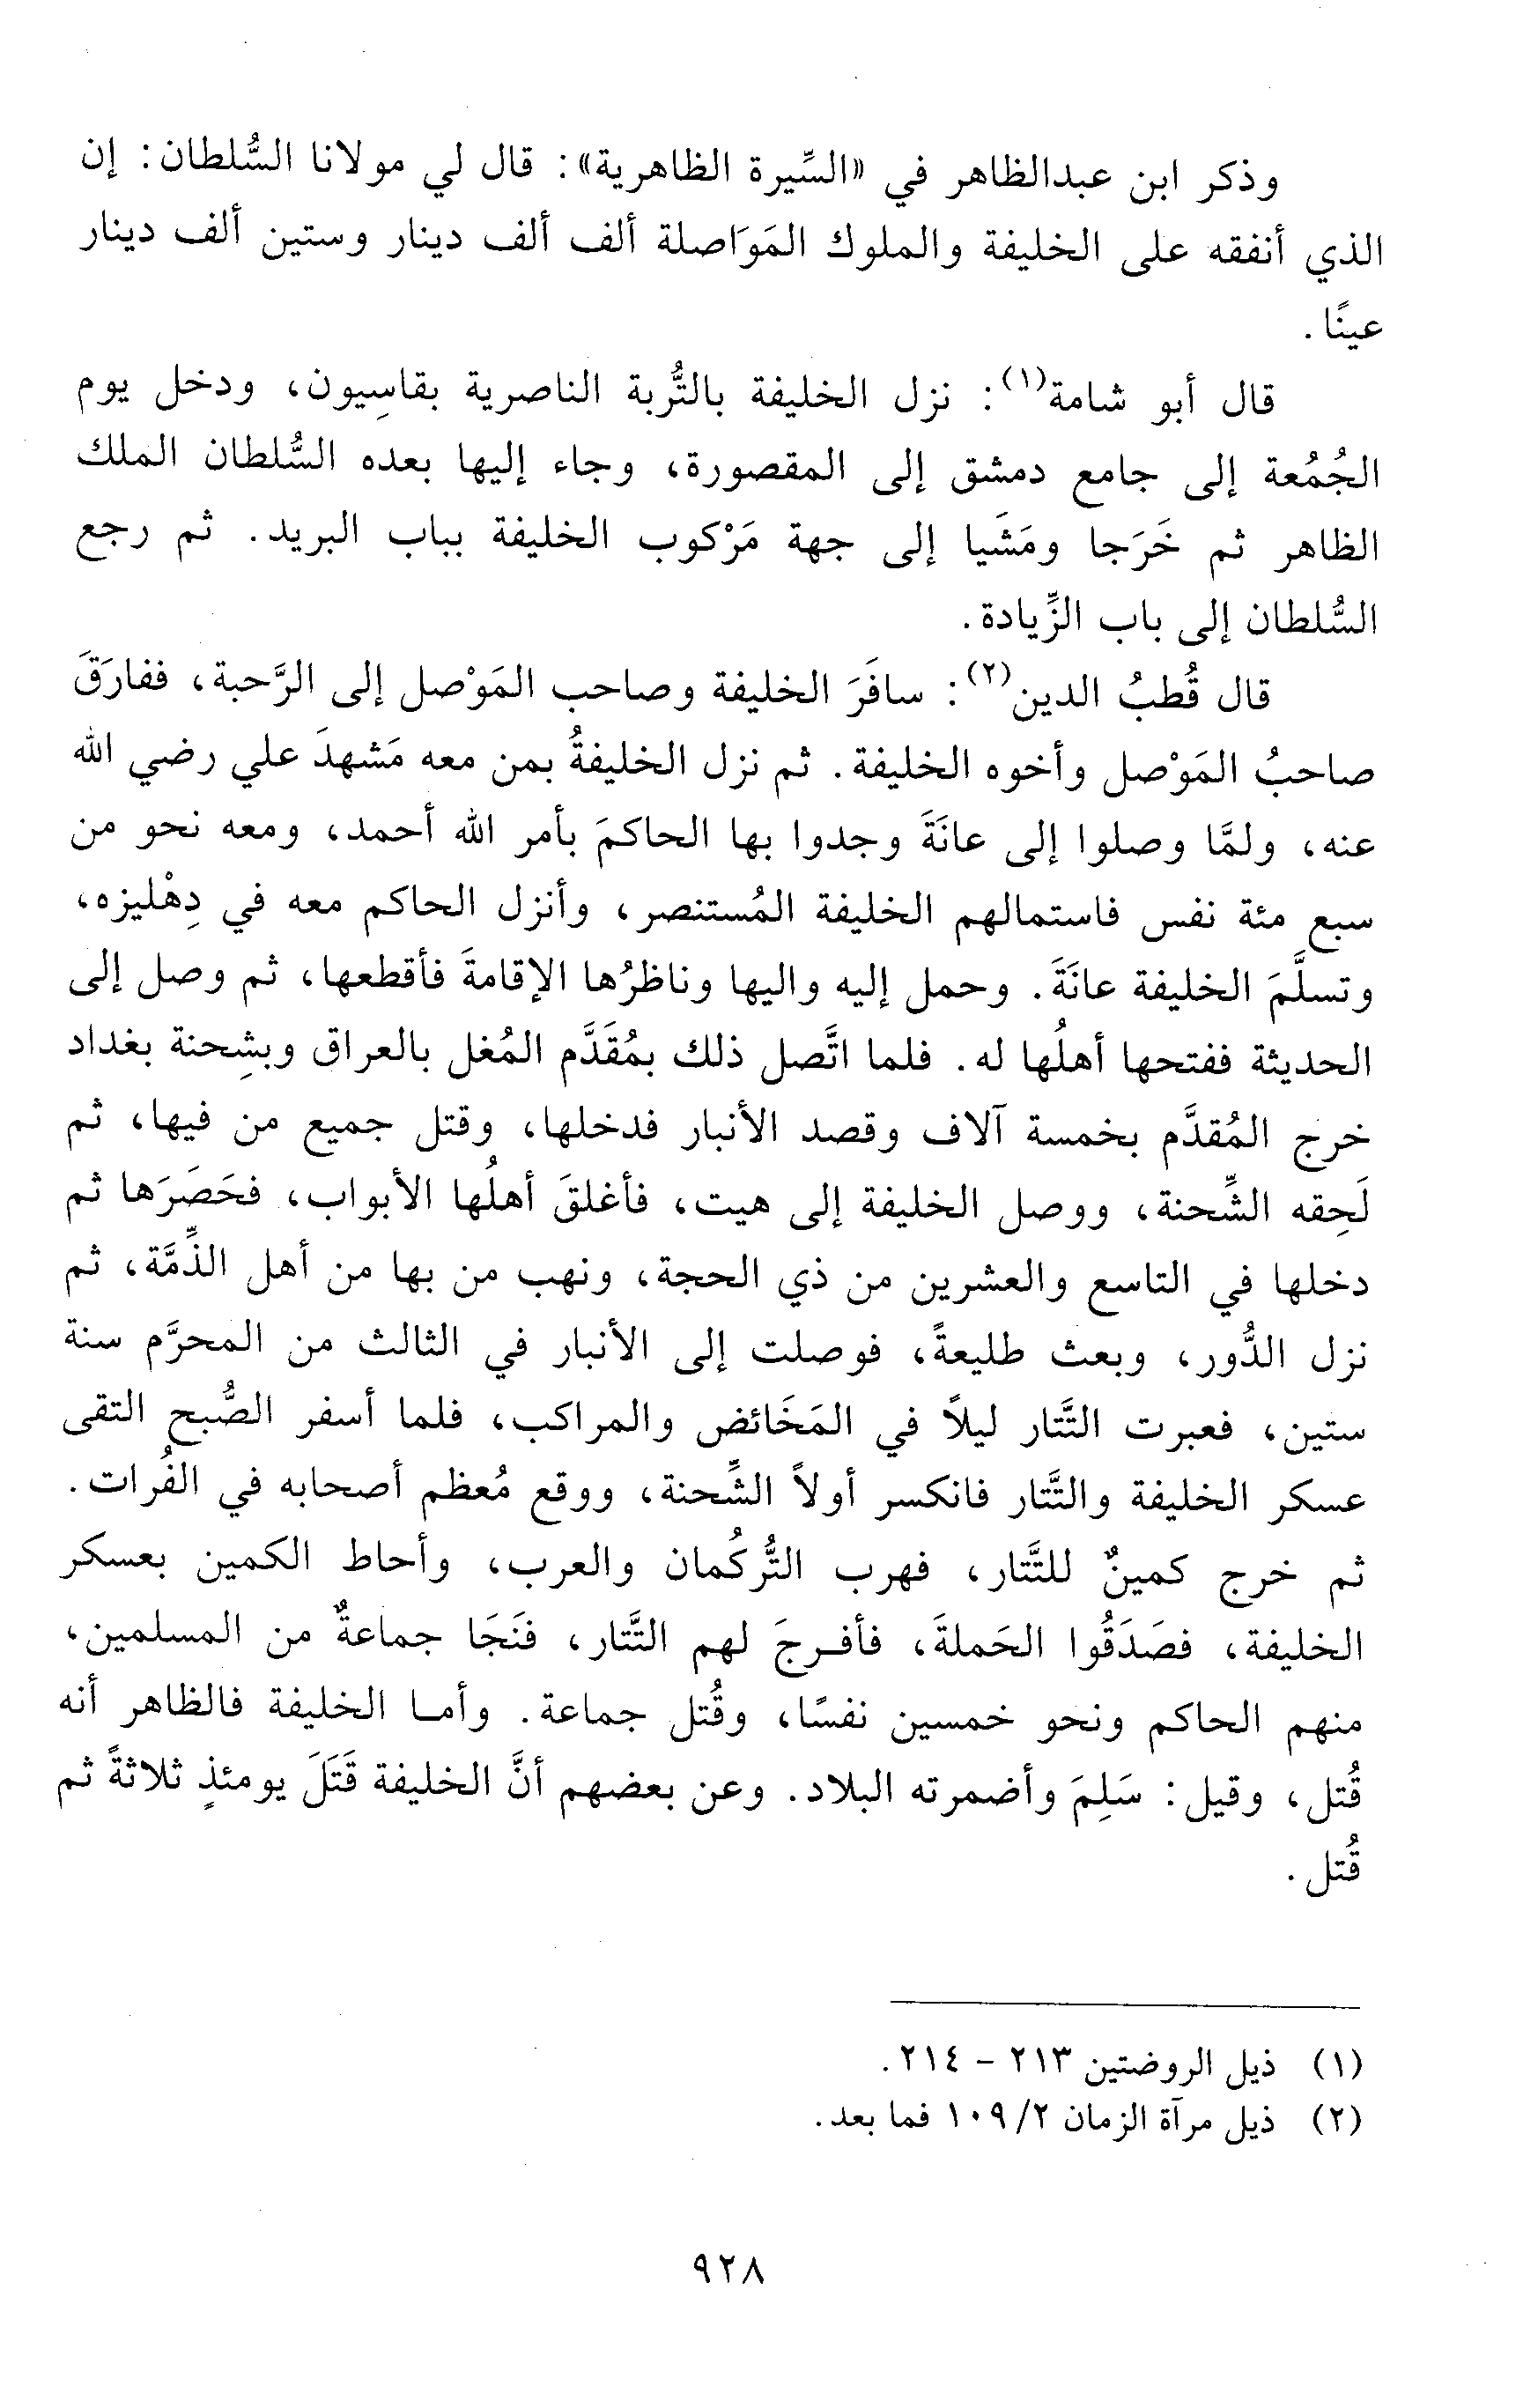 وذكر ابن عبدالظاهر في «السِّيرة الظاهرية»: قال لي مولانا السُّلطان: إن
الذي أنفقه على الخليفة والملوك المَوَاصلة ألف ألف دينار وستين ألف دينار
عينًا.
قال أبو شامة(١): نزل الخليفة بالتُّربة الناصرية بقاسِيون، ودخل يوم
الجُمُعة إلى جامع دمشق إلى المقصورة، وجاء إليها بعده السُّلطان الملك
الظاهر ثم خَرَجا ومَشَيا إلى جهة مَرْكوب الخليفة بباب البريد. ثم رجع
السُّلطان إلى باب الزِّيادة.
قال قُطبُ الدين(٢): سافَرَ الخليفة وصاحب المَوْصل إلى الرَّحبة، ففارَقَ
صاحبُ المَوْصل وأخوه الخليفة. ثم نزل الخليفةُ بمن معه مَشهدَ علي رضي الله
عنه، ولمَّا وصلوا إلى عانَةَ وجدوا بها الحاكمَ بأمر الله أحمد، ومعه نحو من
سبع مئة نفس فاستمالهم الخليفة المُستنصر، وأنزل الحاكم معه في دِهْليزه،
وتسلَّمَ الخليفة عانَةَ. وحمل إليه واليها وناظرُها الإقامةَ فأقطعها، ثم وصل إلى
الحديثة ففتحها أهلُها له. فلما اتَّصل ذلك بمُقَدَّم المُغل بالعراق وبشِحنة بغداد
خرج المُقدَّم بخمسة آلاف وقصد الأنبار فدخلها، وقتل جميع من فيها، ثم
لَحِقه الشِّحنة، ووصل الخليفة إلى هيت، فأغلقَ أهلُها الأبواب، فحَصَرَها ثم
دخلها في التاسع والعشرين من ذي الحجة، ونهب من بها من أهل الذِّمَّة، ثم
نزل الدُّور، وبعث طليعةً، فوصلت إلى الأنبار في الثالث من المحرَّم سنة
ستين، فعبرت التَّتار ليلاً في المَخَائض والمراكب، فلما أسفر الصُّبح التقى
عسكر الخليفة والتَّتار فانكسر أولاً الشِّحنة، ووقع مُعظم أصحابه في الفُرات.
ثم خرج كمينٌ للتَّتار، فهرب التُّركُمان والعرب، وأحاط الكمين بعسكر
الخليفة، فصَدَقُوا الحَملةَ، فأفرجَ لهم التَّتار، فنَجَا جماعةٌ من المسلمين،
منهم الحاكم ونحو خمسين نفسًا، وقُتل جماعة. وأما الخليفة فالظاهر أنه
قُتل، وقيل: سَلِمَ وأضمرته البلاد. وعن بعضهم أنَّ الخليفة قَتَلَ يومئذٍ ثلاثةً ثم
قُتل.
(١) ذيل الروضتين ٢١٣ - ٢١٤.
(٢) ذيل مرآة الزمان ٢/ ١٠٩ فما بعد.
٩٢٨